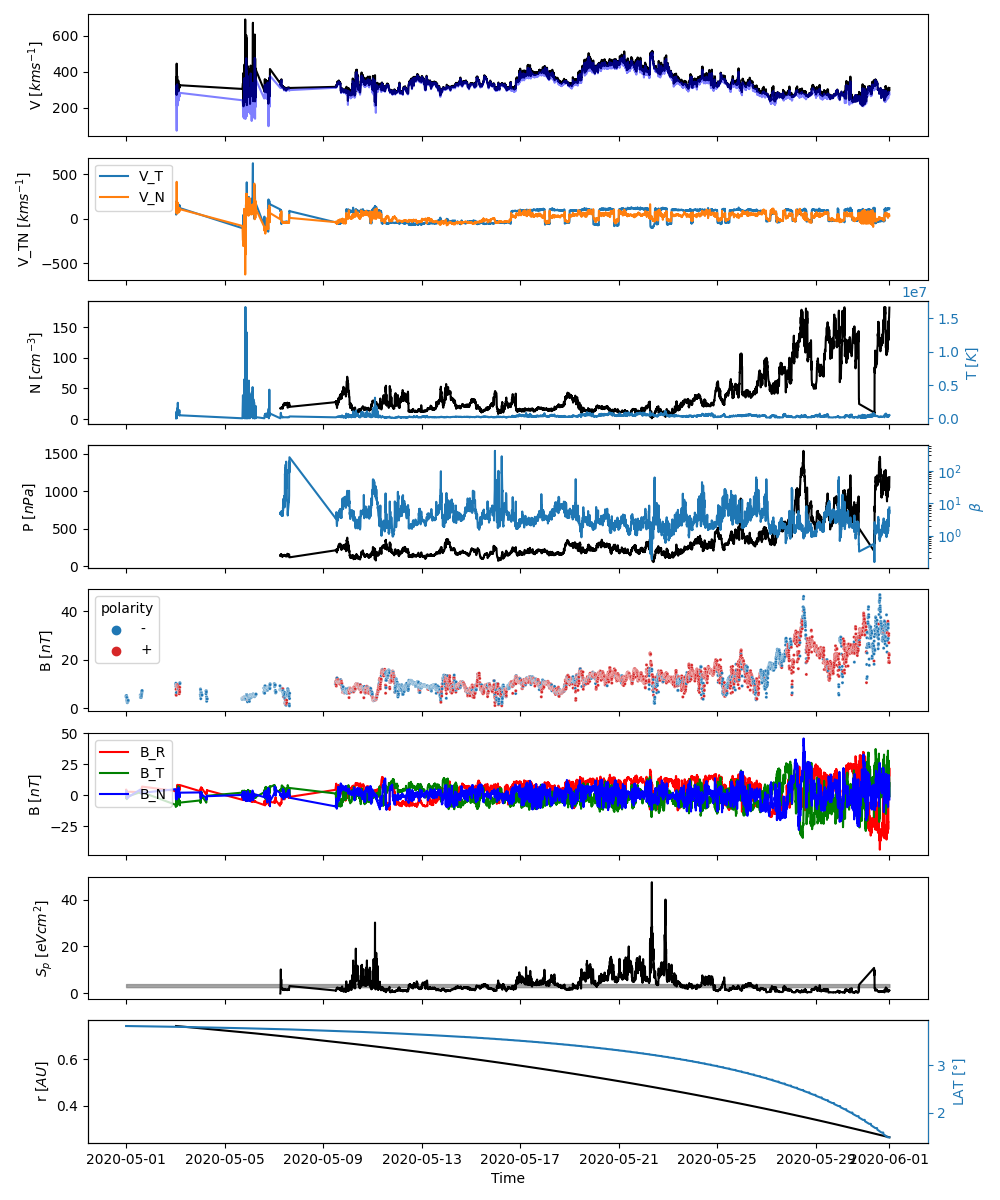 600
400
200
V [kms⁻¹]
500
0
−500
V_TN [kms⁻¹]
V_T
V_N
150
100
50
0
N [cm⁻³]
1e7
1.5
1.0
0.5
0.0
T [K]
1500
1000
500
0
P [nPa]
10²
10¹
10⁰
β
40
20
0
B [nT]
polarity
-
+
50
25
0
−25
B [nT]
B_R
B_T
B_N
40
20
0
Sₚ [eVcm²]
0.6
0.4
r [AU]
3
2
LAT [°]
2020-05-01 2020-05-05 2020-05-09 2020-05-13 2020-05-17 2020-05-21 2020-05-25 2020-05-29 2020-06-01
Time